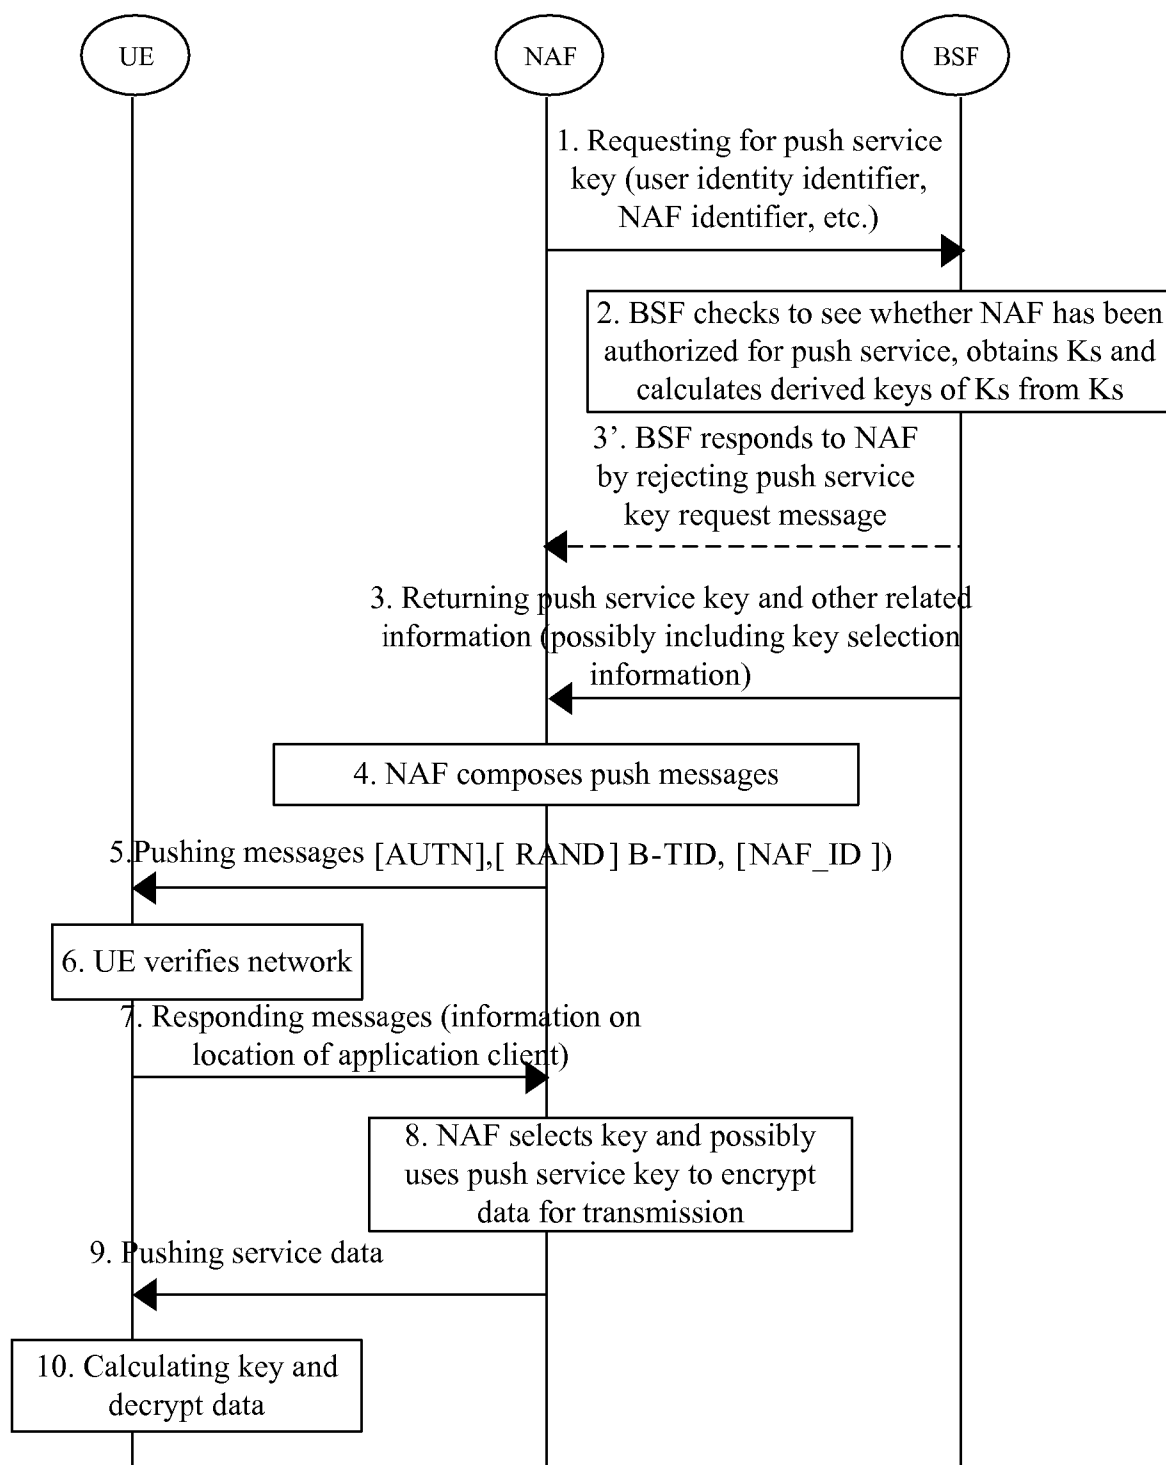 UE
NAF
BSF
1. Requesting for push service
key (user identity identifier,
NAF identifier, etc.)
2. BSF checks to see whether NAF has been
authorized for push service, obtains Ks and
calculates derived keys of Ks from Ks
3’. BSF responds to NAF
by rejecting push service
key request message
3. Returning push service key and other related
information (possibly including key selection
information)
4. NAF composes push messages
5.Pushing messages [AUTN],[ RAND] B-TID, [NAF_ID ])
6. UE verifies network
7. Responding messages (information on
location of application client)
8. NAF selects key and possibly
uses push service key to encrypt
data for transmission
9. Pushing service data
10. Calculating key and
decrypt data